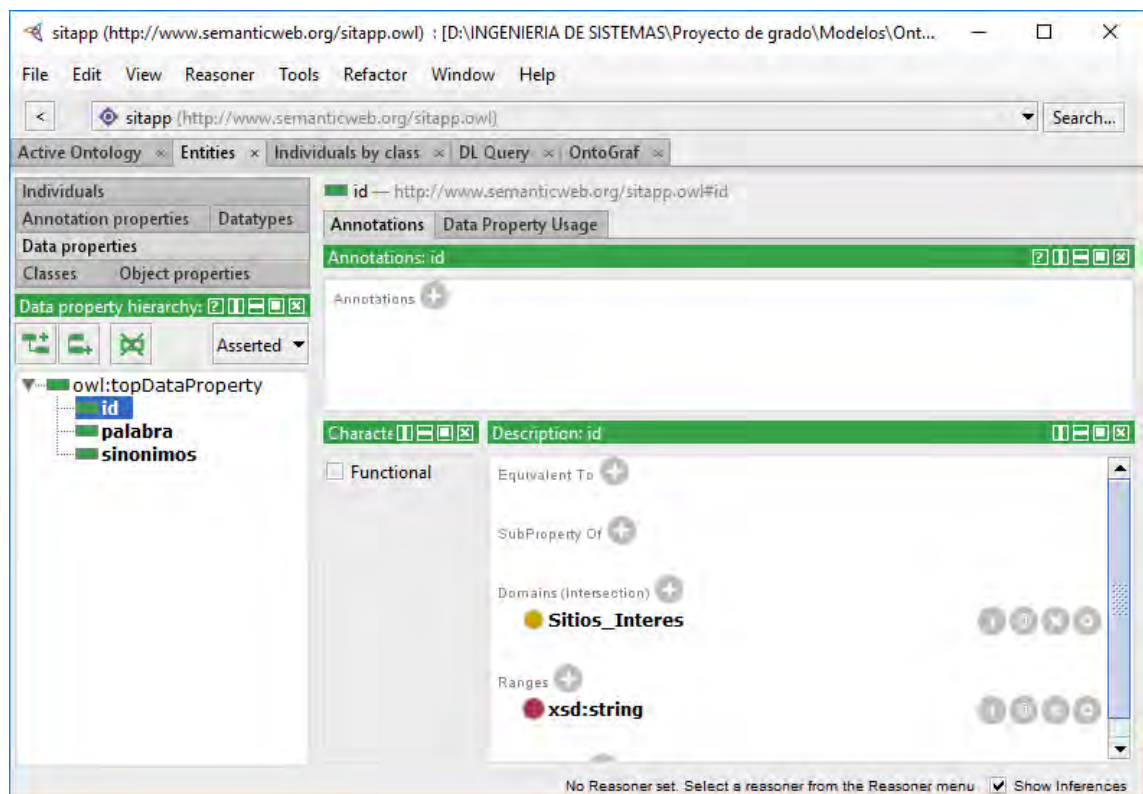 sitapp (http://www.semanticweb.org/sitapp.owl) : [D:\INGENIERIA DE SISTEMAS\Proyecto de grado\Modelos\Ont...
File Edit View Reasoner Tools Refactor Window Help
< sitapp (http://www.semanticweb.org/sitapp.owl) Search...
Active Ontology × Entities × Individuals by class × DL Query × OntoGraf ×
Individuals
Annotation properties Datatypes
Data properties
Classes Object properties
Data property hierarchy:
Asserted
owl:topDataProperty
id
palabra
sinonimos
id — http://www.semanticweb.org/sitapp.owl#id
Annotations Data Property Usage
Annotations: id
Annotations
Characte
Functional
Description: id
Equivalent To
SubProperty Of
Domains (Intersection)
Sitios_Interes
Ranges
xsd:string
No Reasoner set. Select a reasoner from the Reasoner menu Show Inferences